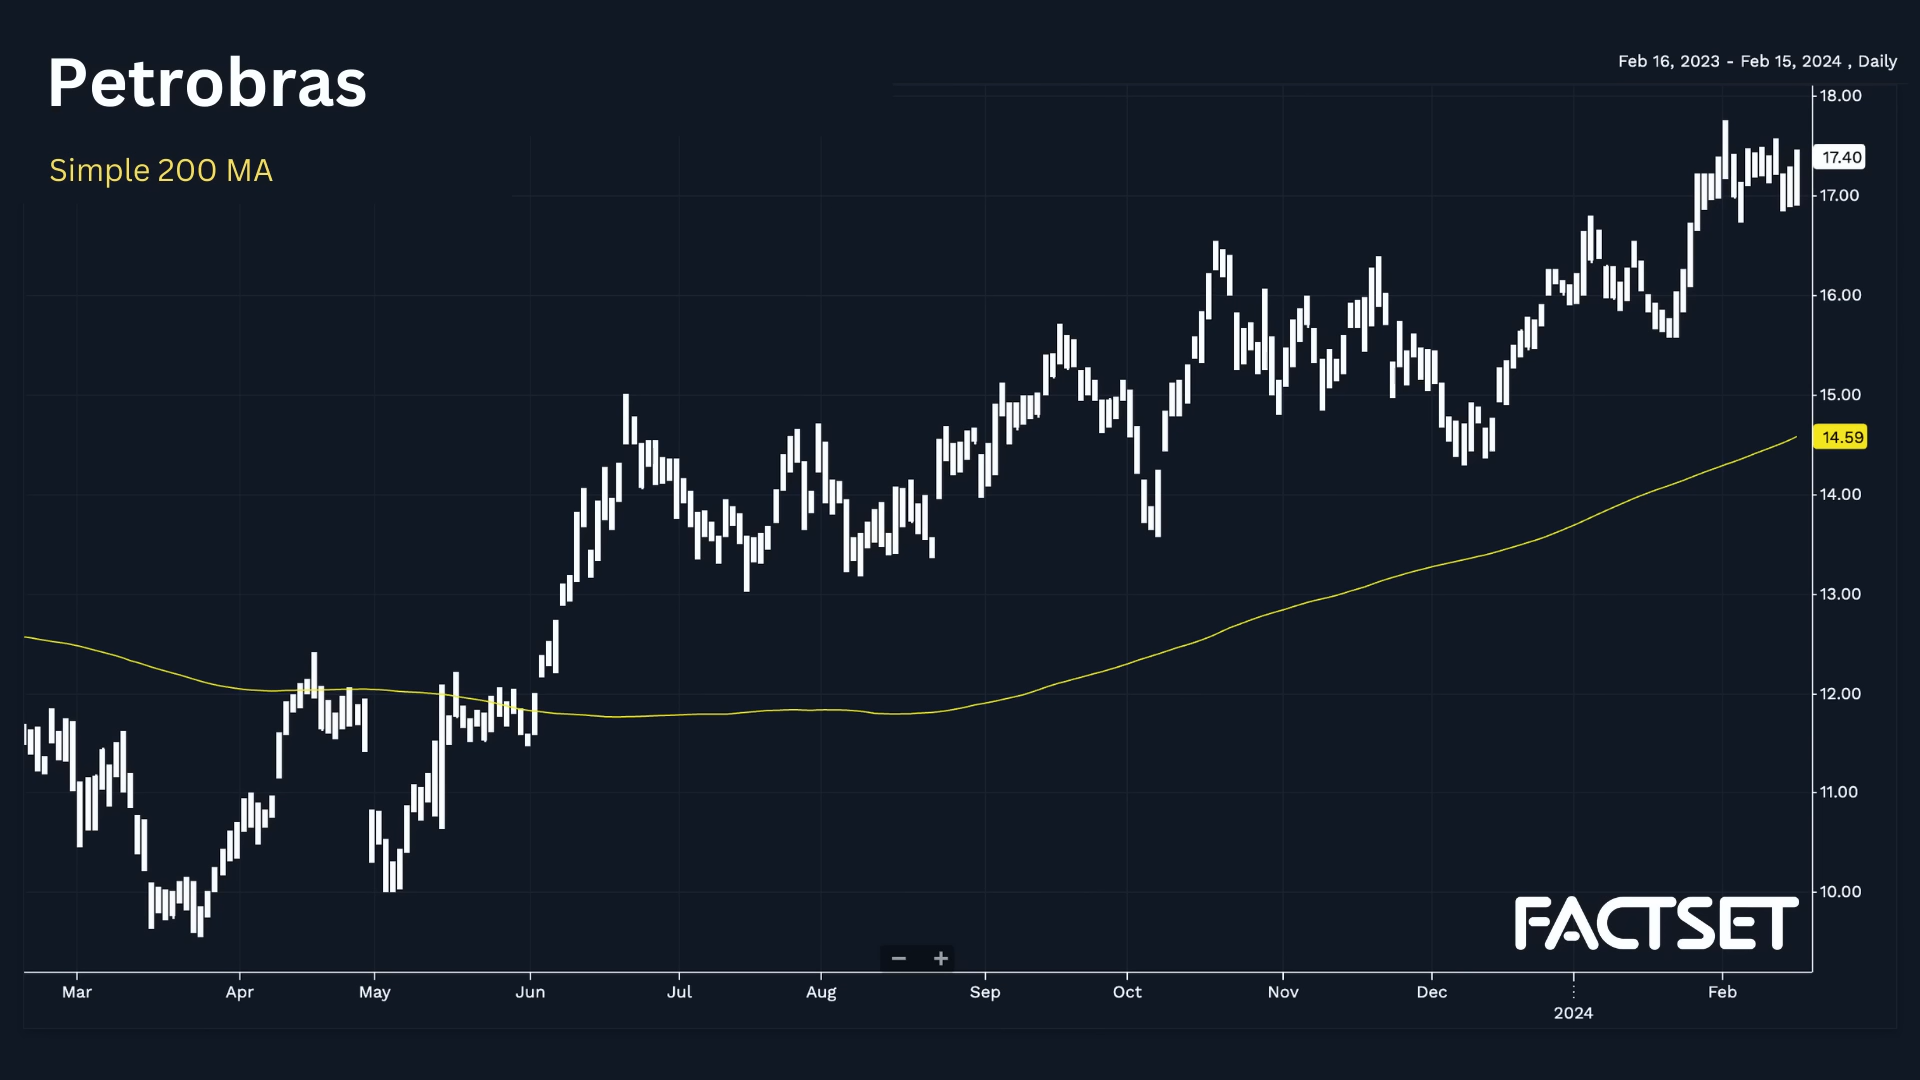 Petrobras
Feb 16, 2023 - Feb 15, 2024 , Daily
Simple 200 MA
18.00
17.40
17.00
16.00
15.00
14.59
14.00
13.00
12.00
11.00
10.00
FACTSET
− +
Mar Apr May Jun Jul Aug Sep Oct Nov Dec Feb
2024